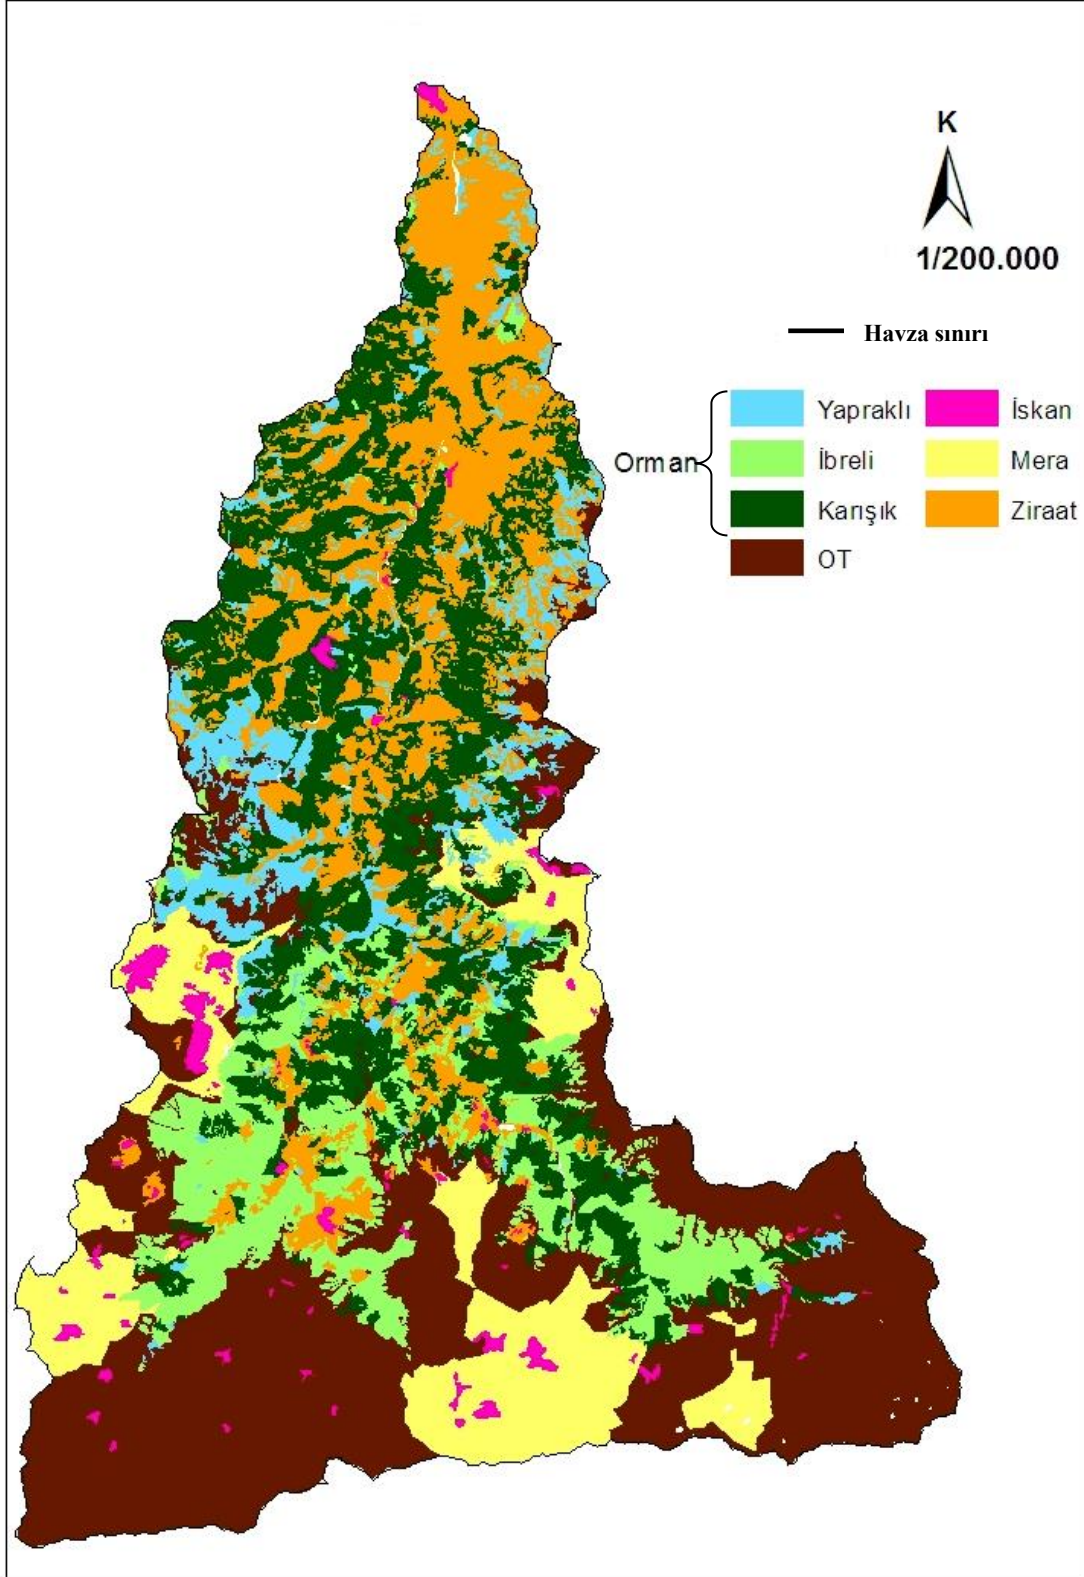 K
1/200.000
Havza sınırı
Orman
Yapraklı
İskan
İbreli
Mera
Karışık
Ziraat
OT